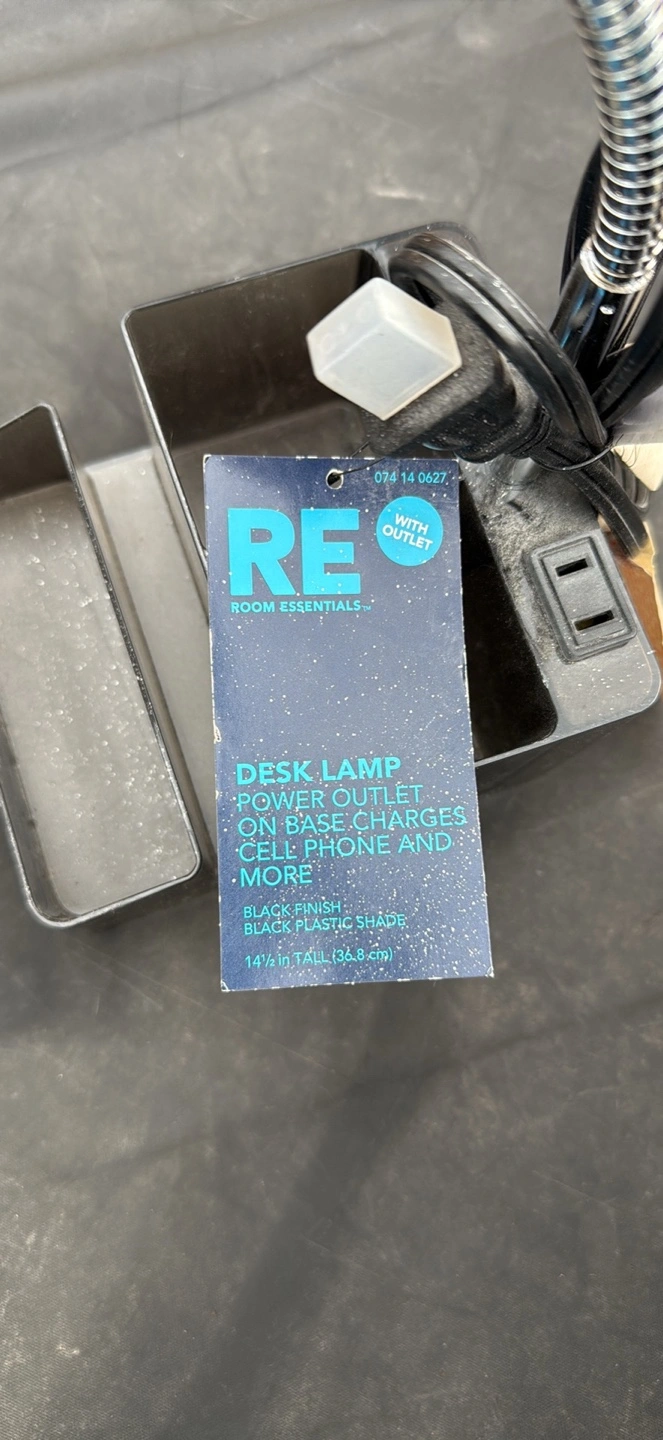 074 14 0627
RE
WITH
OUTLET
ROOM ESSENTIALS™
DESK LAMP
POWER OUTLET
ON BASE CHARGES
CELL PHONE AND
MORE
BLACK FINISH
BLACK PLASTIC SHADE
14½ in TALL (36.8 cm)